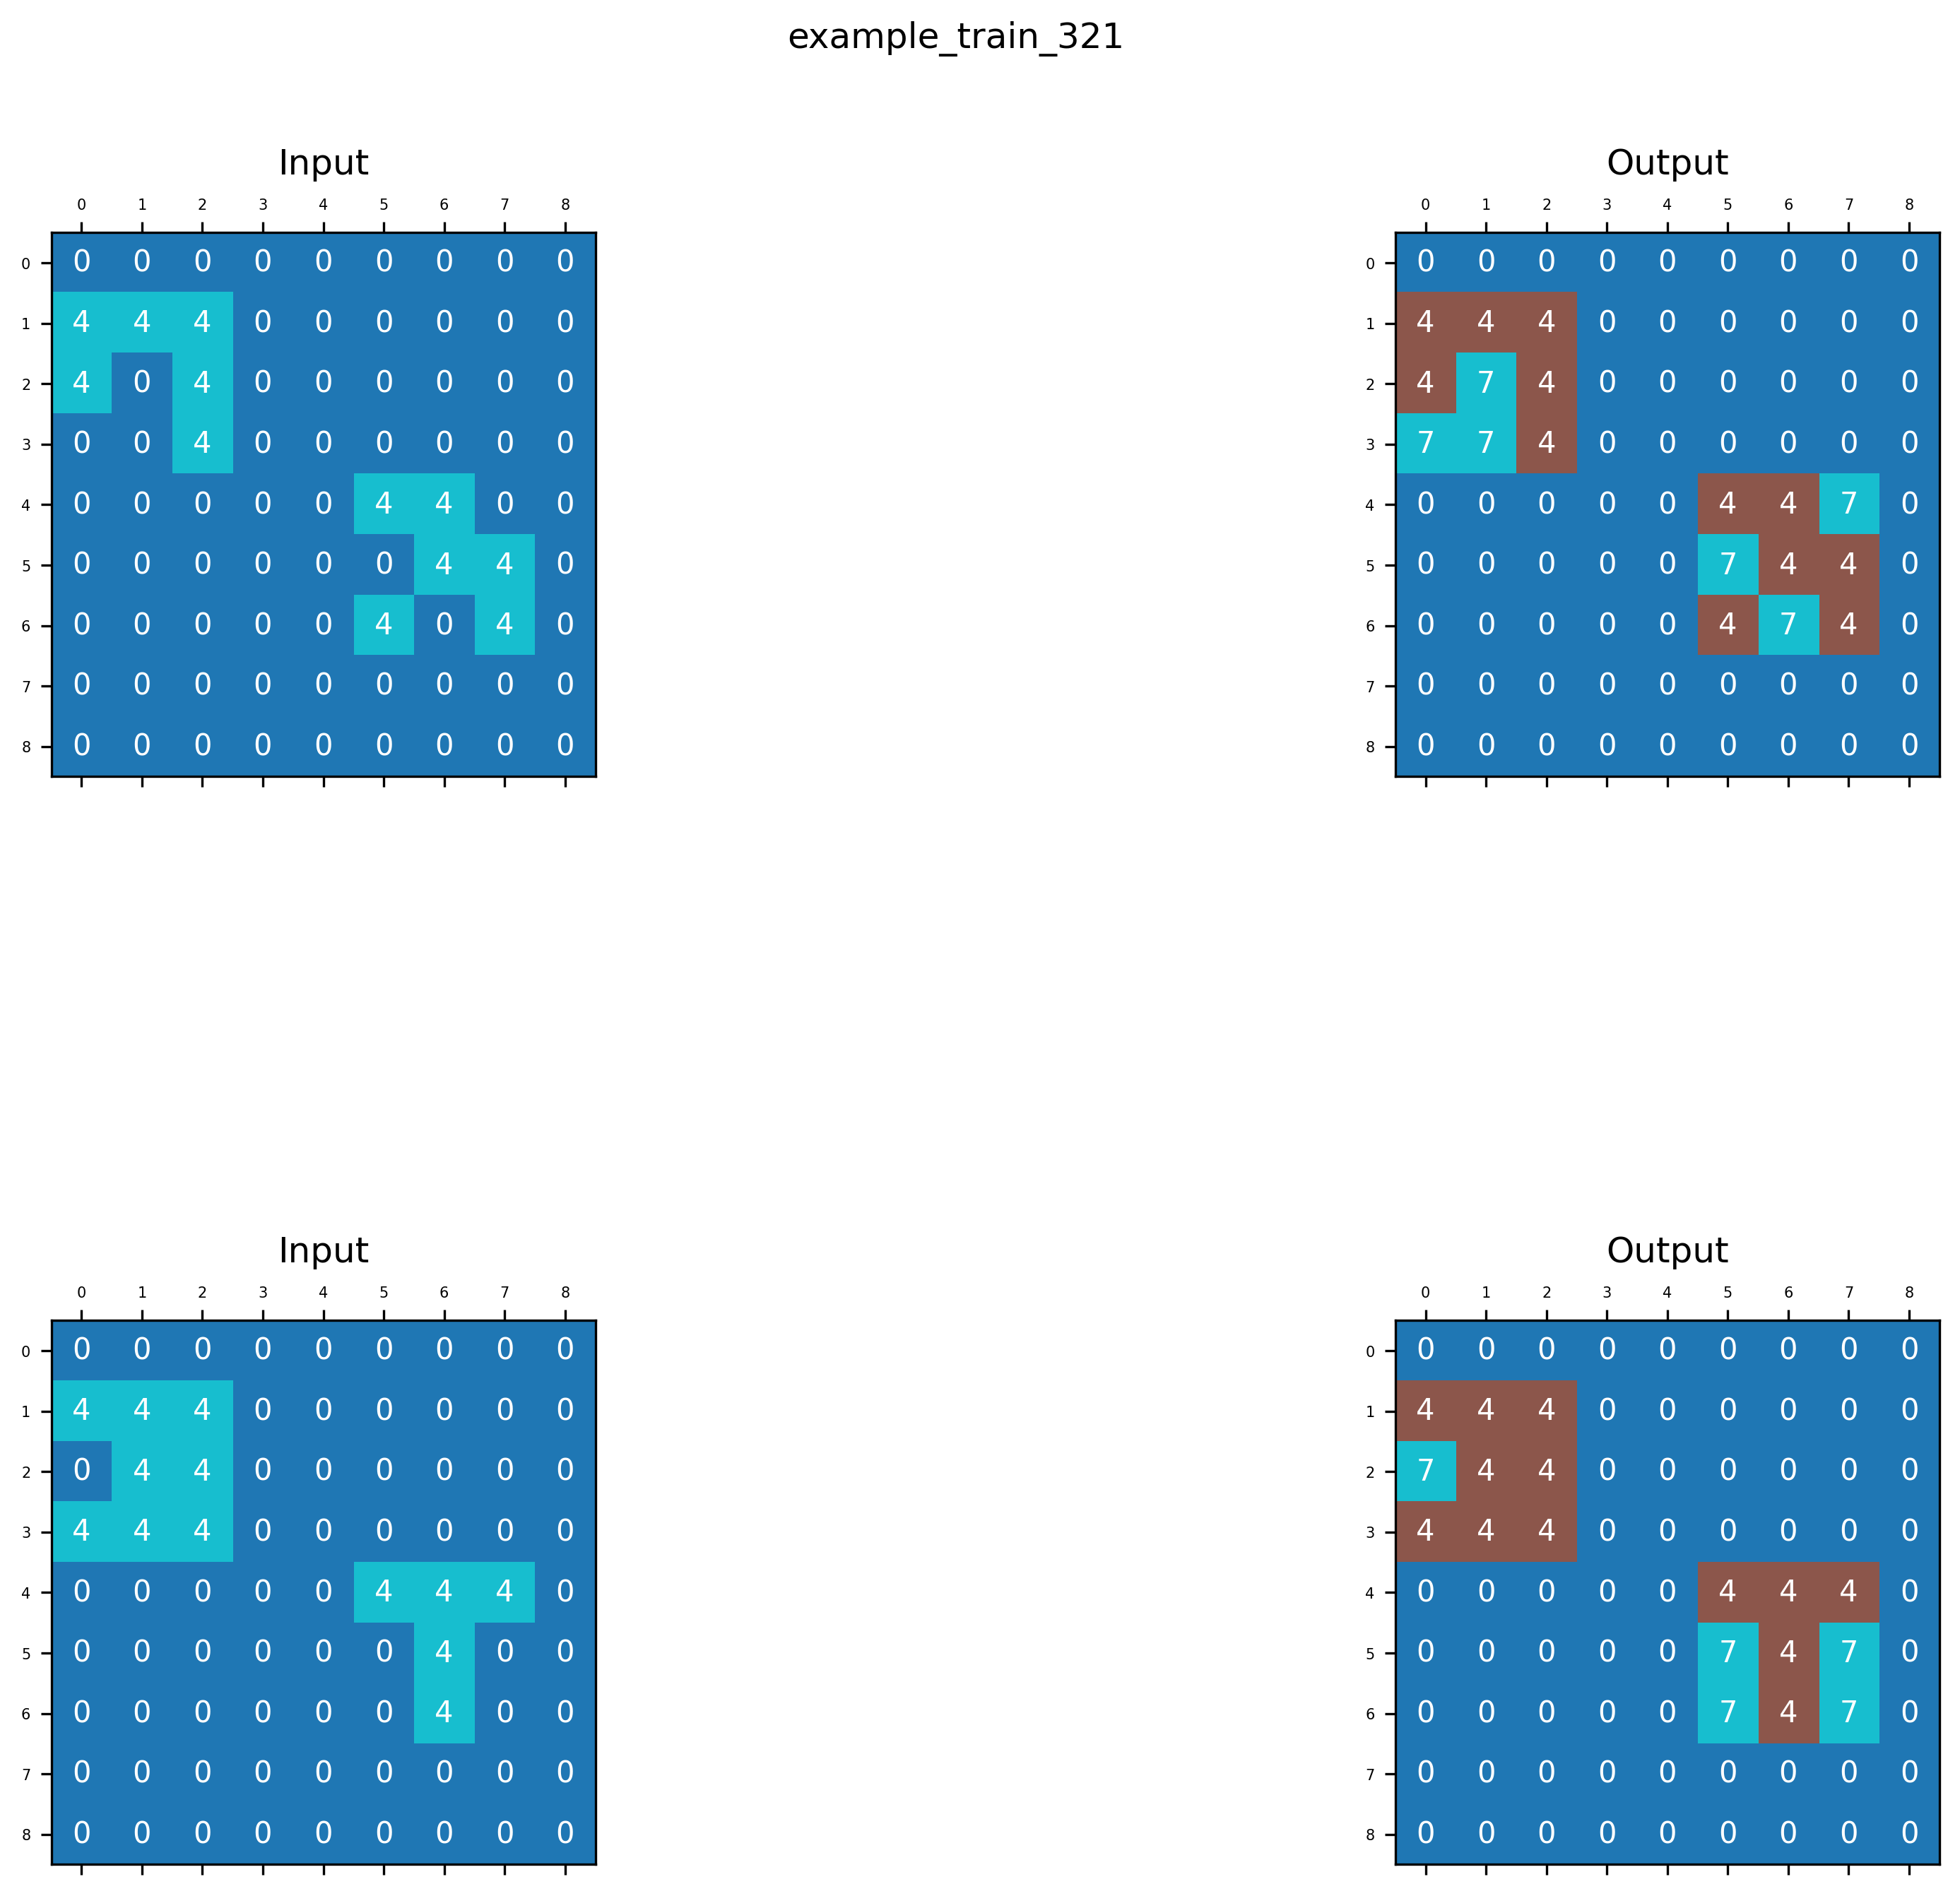 example_train_321
Input Output
0 1 2 3 4 5 6 7 8 0 1 2 3 4 5 6 7 8
0 0 0 0 0 0 0 0 0 0 0 0 0 0 0 0 0 0 0 0
1 4 4 4 0 0 0 0 0 0 1 4 4 4 0 0 0 0 0 0
2 4 0 4 0 0 0 0 0 0 2 4 7 4 0 0 0 0 0 0
3 0 0 4 0 0 0 0 0 0 3 7 7 4 0 0 0 0 0 0
4 0 0 0 0 0 4 4 0 0 4 0 0 0 0 0 4 4 7 0
5 0 0 0 0 0 0 4 4 0 5 0 0 0 0 0 7 4 4 0
6 0 0 0 0 0 4 0 4 0 6 0 0 0 0 0 4 7 4 0
7 0 0 0 0 0 0 0 0 0 7 0 0 0 0 0 0 0 0 0
8 0 0 0 0 0 0 0 0 0 8 0 0 0 0 0 0 0 0 0
Input Output
0 1 2 3 4 5 6 7 8 0 1 2 3 4 5 6 7 8
0 0 0 0 0 0 0 0 0 0 0 0 0 0 0 0 0 0 0 0
1 4 4 4 0 0 0 0 0 0 1 4 4 4 0 0 0 0 0 0
2 0 4 4 0 0 0 0 0 0 2 7 4 4 0 0 0 0 0 0
3 4 4 4 0 0 0 0 0 0 3 4 4 4 0 0 0 0 0 0
4 0 0 0 0 0 4 4 4 0 4 0 0 0 0 0 4 4 4 0
5 0 0 0 0 0 0 4 0 0 5 0 0 0 0 0 7 4 7 0
6 0 0 0 0 0 0 4 0 0 6 0 0 0 0 0 7 4 7 0
7 0 0 0 0 0 0 0 0 0 7 0 0 0 0 0 0 0 0 0
8 0 0 0 0 0 0 0 0 0 8 0 0 0 0 0 0 0 0 0